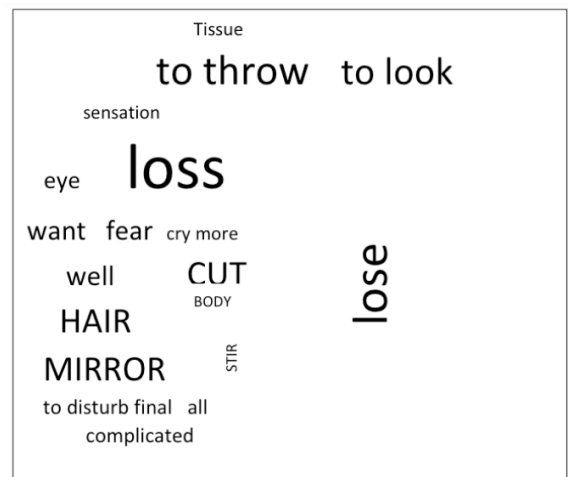 Tissue
to throw to look
sensation
loss
eye
want fear cry more
well CUT
BODY
lose
HAIR
STIR
MIRROR
to disturb final all
complicated